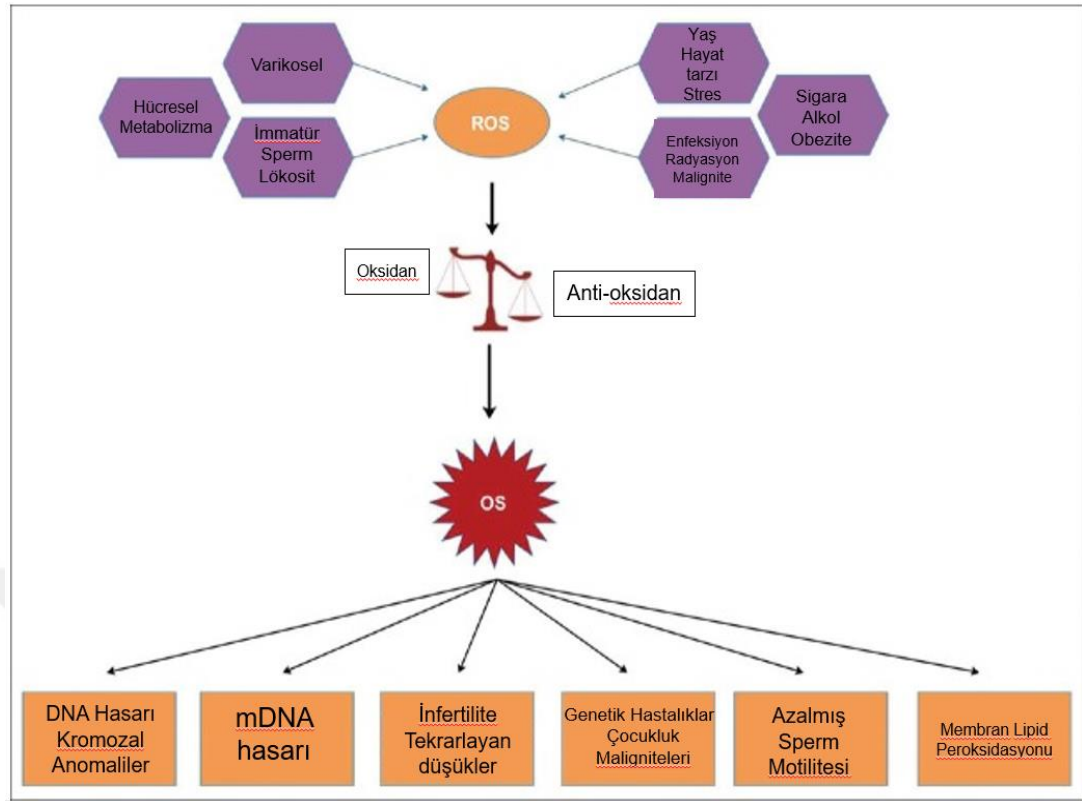 Varikosel
Hücresel
Metabolizma
İmmatür
Sperm
Lökosit
ROS
Yaş
Hayat
tarzı
Stres
Sigara
Alkol
Obezite
Enfeksiyon
Radyasyon
Malignite
Oksidan
Anti-oksidan
OS
DNA Hasarı
Kromozal
Anomaliler
mDNA
hasarı
İnfertilite
Tekrarlayan
düşükler
Genetik Hastalıklar
Çocukluk
Maligniteleri
Azalmış
Sperm
Motilitesi
Membran Lipid
Peroksidasyonu